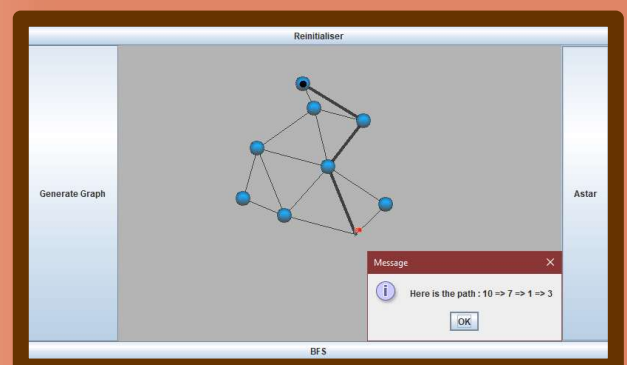 Reinitialiser
Generate Graph
Astar
Message
Here is the path : 10 => 7 => 1 => 3
OK
BFS